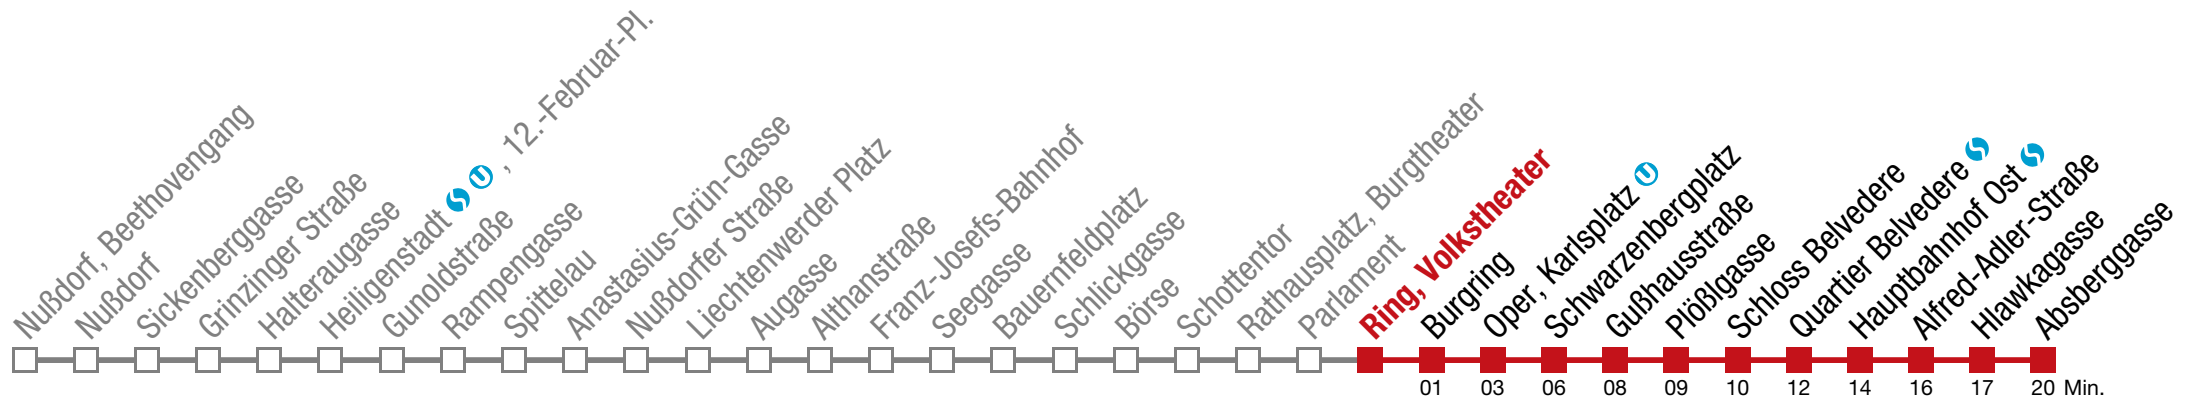 Nußdorf, Beethovengang
Nußdorf
Sickenberggasse
Grinzinger Straße
Halteraugasse
Heiligenstadt S U , 12.-Februar-Pl.
Gunoldstraße
Rampengasse
Spittelau
Anastasius-Grün-Gasse
Nußdorfer Straße
Liechtenwerder Platz
Augasse
Althanstraße
Franz-Josefs-Bahnhof
Seegasse
Bauernfeldplatz
Schlickgasse
Börse
Schottentor
Rathausplatz, Burgtheater
Parlament
Ring, Volkstheater
Burgring
Oper, Karlsplatz U
Schwarzenbergplatz
Gußhausstraße
Plößlgasse
Schloss Belvedere
Quartier Belvedere S
Hauptbahnhof Ost S
Alfred-Adler-Straße
Hawkagasse
Absberggasse
01 03 06 08 09 10 12 14 16 17 20 Min.